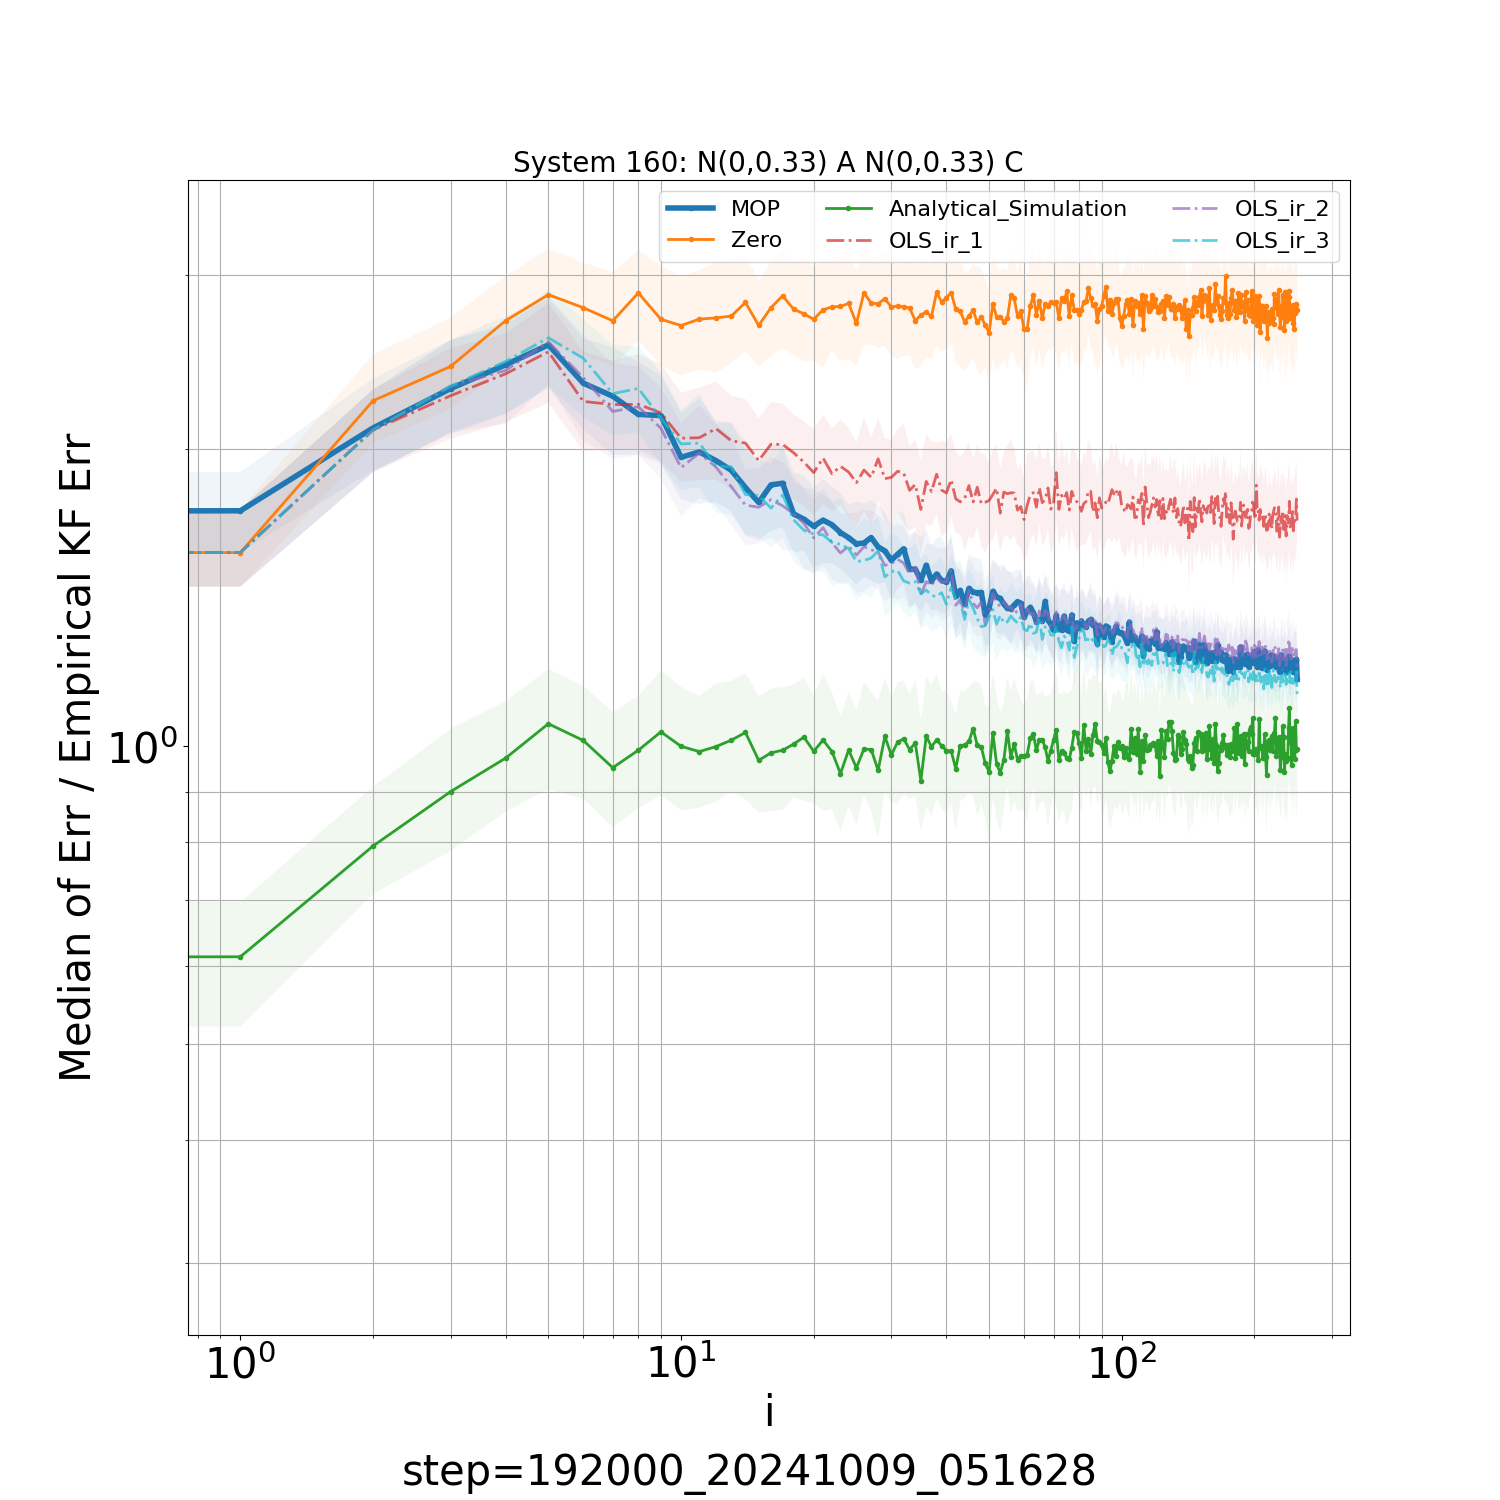 System 160: N(0,0.33) A N(0,0.33) C
MOP
Zero
Analytical_Simulation
OLS_ir_1
OLS_ir_2
OLS_ir_3
Median of Err / Empirical KF Err
10⁰
10⁰ 10¹ 10²
i
step=192000_20241009_051628